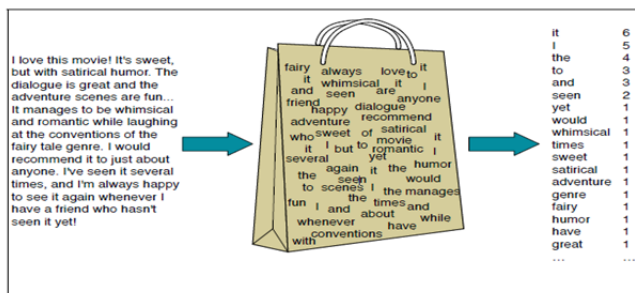 I love this movie! It's sweet,
but with satirical humor. The
dialogue is great and the
adventure scenes are fun...
It manages to be whimsical
and romantic while laughing
at the conventions of the
fairy tale genre. I would
recommend it to just about
anyone. I've seen it several
times, and I'm always happy
to see it again whenever I
have a friend who hasn't
seen it yet!
fairy always love to it
it whimsical it I
and seen are anyone
friend happy dialogue
adventure recommend
who sweet of satirical
it I but to romantic movie it I
several yet
again it the humor
the seen would
to scenes I the manages
the times and
fun I and about while
whenever have
conventions
with
it 6
I 5
the 4
to 3
and 3
seen 2
yet 1
would 1
whimsical 1
times 1
sweet 1
satirical 1
adventure 1
genre 1
fairy 1
humor 1
have 1
great 1
... ...